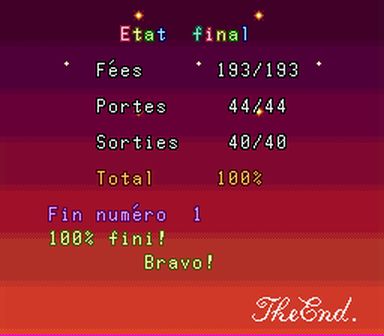 Etat final
Fées 193/193
Portes 44/44
Sorties 40/40
Total 100%
Fin numéro 1
100% fini!
Bravo!
The End.